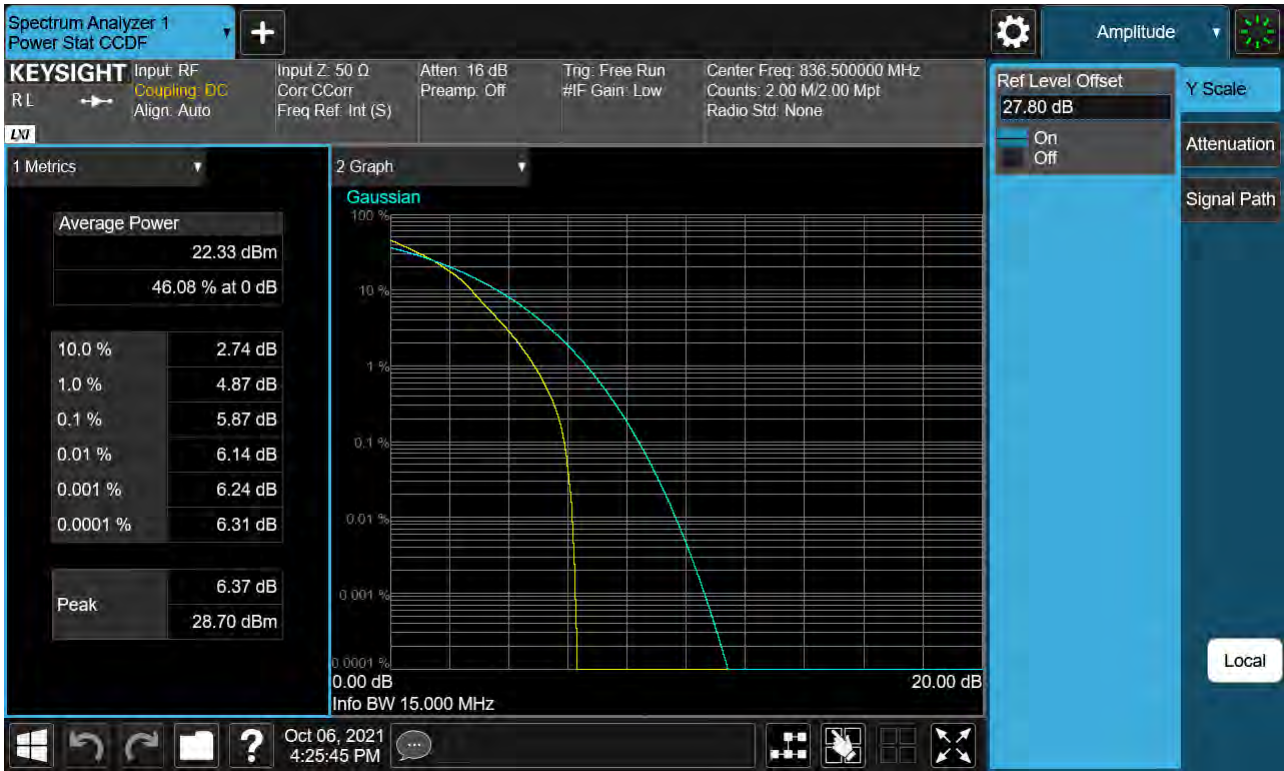 Spectrum Analyzer 1
Power Stat CCDF
Amplitude
KEYSIGHT
RL
LXI
Input: RF
Coupling: DC
Align: Auto
Input Z: 50 Ω
Corr CCorr
Freq Ref: Int (S)
Atten: 16 dB
Preamp: Off
Trig: Free Run
#IF Gain: Low
Center Freq: 836.500000 MHz
Counts: 2.00 M/2.00 Mpt
Radio Std: None
Ref Level Offset
27.80 dB
On
Off
Y Scale
Attenuation
Signal Path
Local
1 Metrics
Average Power
22.33 dBm
46.08 % at 0 dB
10.0 % 2.74 dB
1.0 % 4.87 dB
0.1 % 5.87 dB
0.01 % 6.14 dB
0.001 % 6.24 dB
0.0001 % 6.31 dB
Peak
6.37 dB
28.70 dBm
2 Graph
Gaussian
100 %
10 %
1 %
0.1 %
0.01 %
0.001 %
0.0001 %
0.00 dB 20.00 dB
Info BW 15.000 MHz
?
Oct 06, 2021
4:25:45 PM